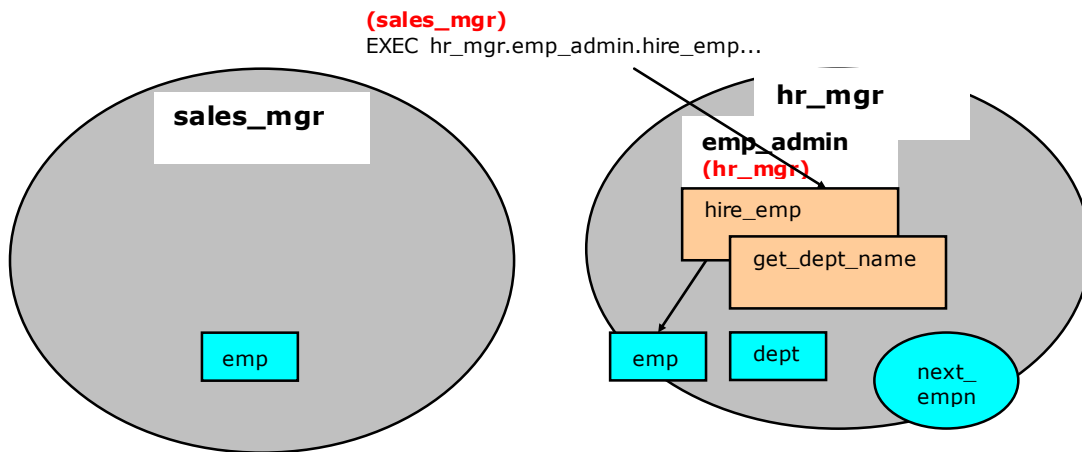 (sales_mgr)
EXEC hr_mgr.emp_admin.hire_emp…
sales_mgr
hr_mgr
emp_admin
(hr_mgr)
hire_emp
get_dept_name
emp
emp
dept
next_
empn